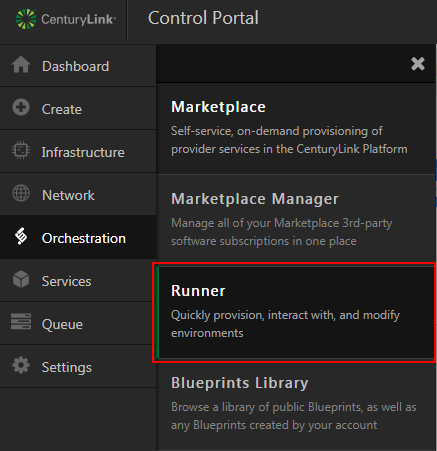 CenturyLink™
Control Portal
Dashboard
Create
Infrastructure
Network
Orchestration
Services
Queue
Settings
Marketplace
Self-service, on-demand provisioning of
provider services in the CenturyLink Platform
Marketplace Manager
Manage all of your Marketplace 3rd-party
software subscriptions in one place
Runner
Quickly provision, interact with, and modify
environments
Blueprints Library
Browse a library of public Blueprints, as well as
any Blueprints created by your account